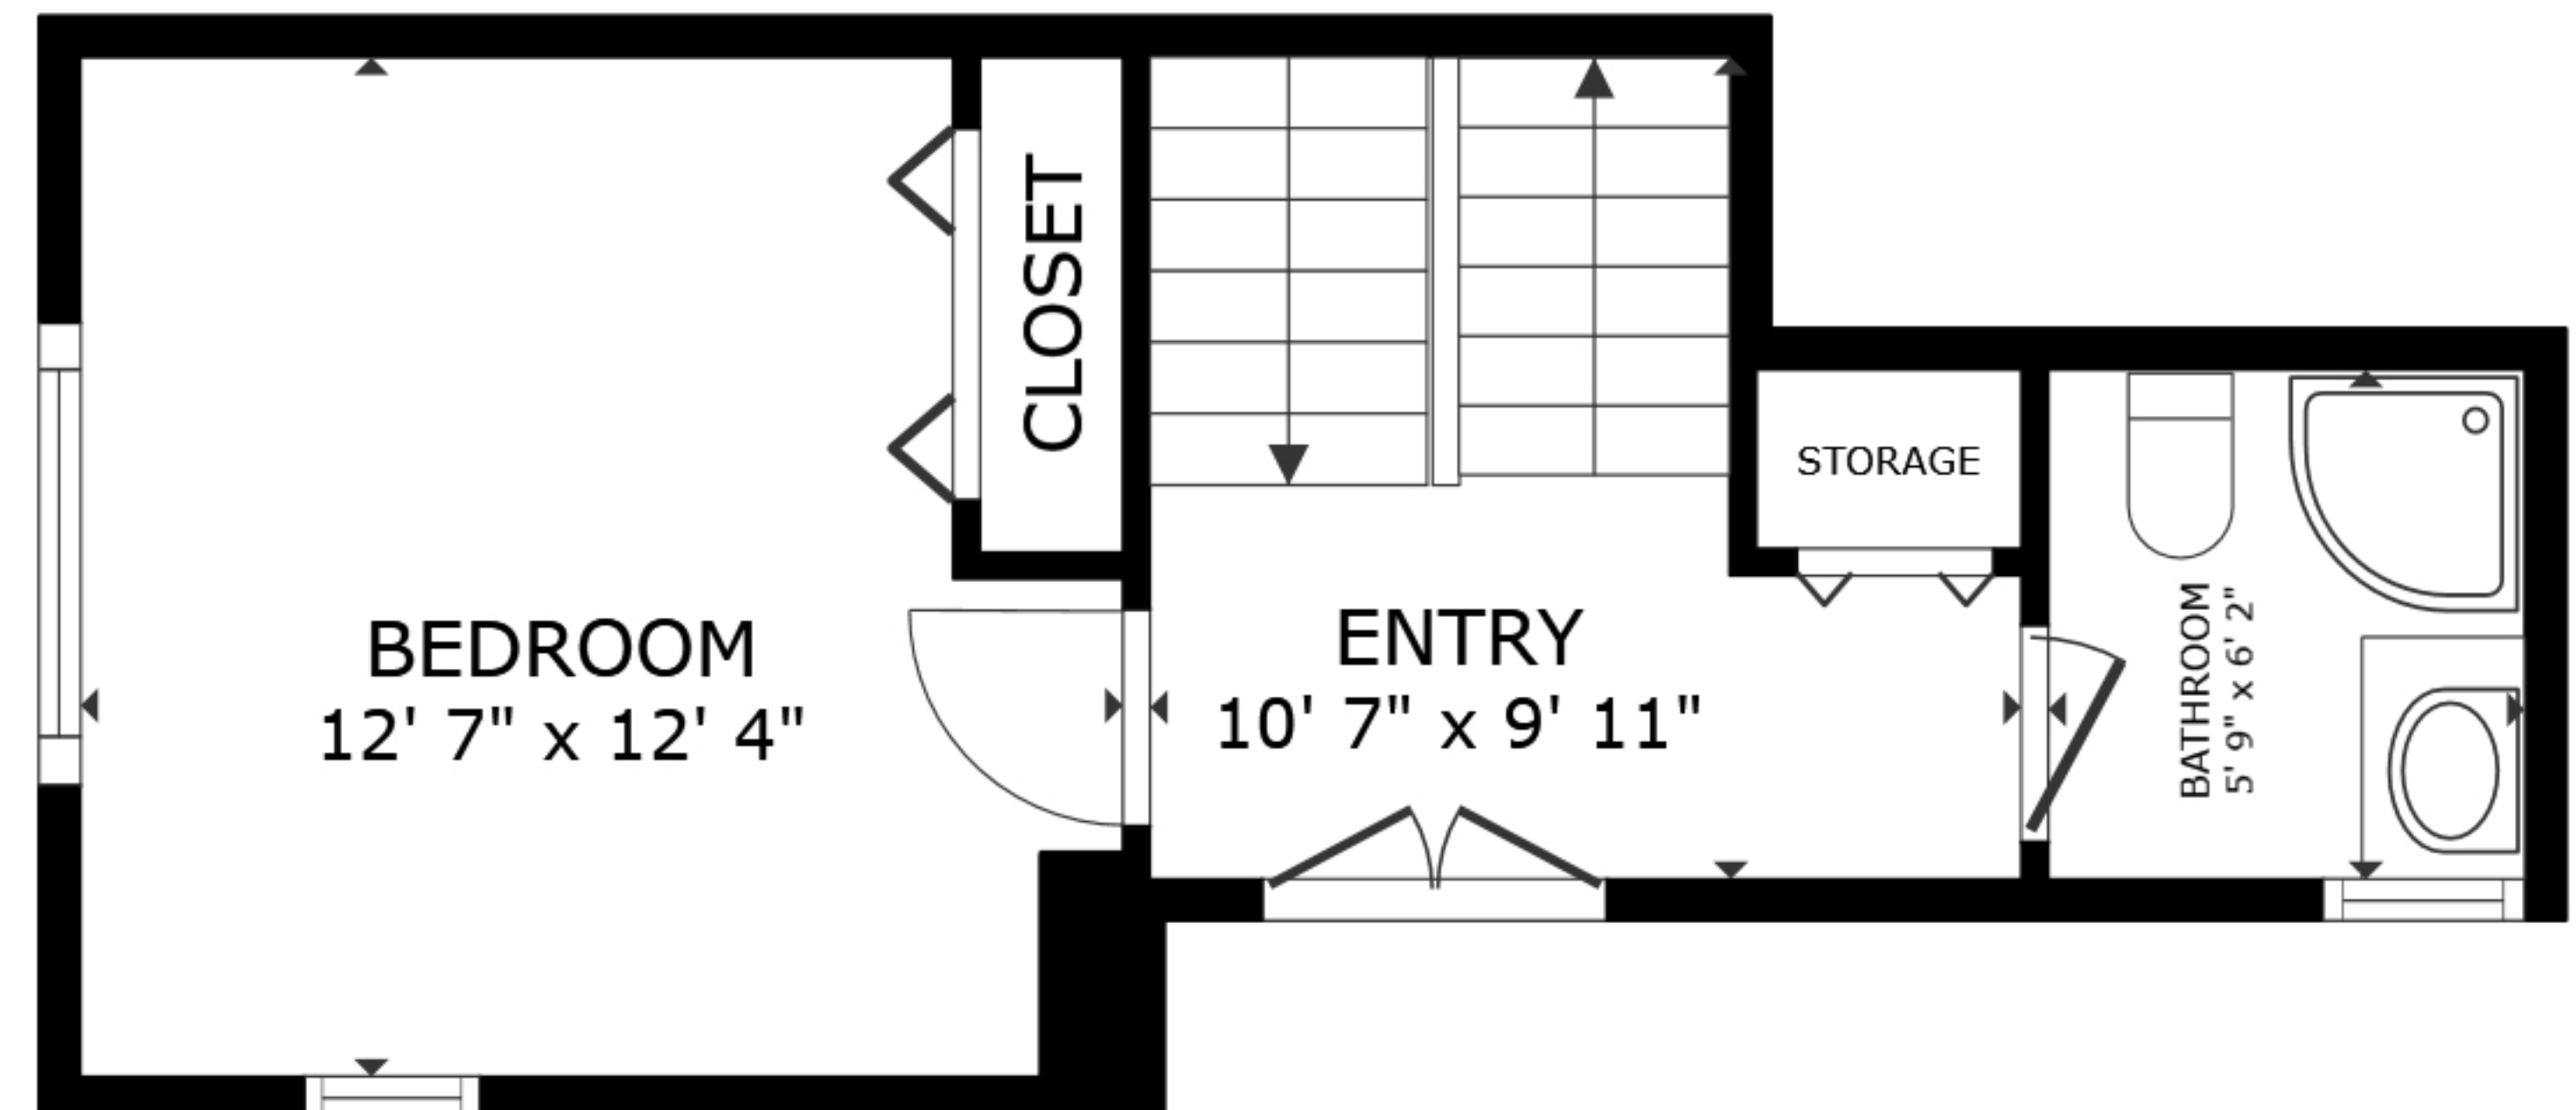 CLOSET
STORAGE
BEDROOM
12' 7" x 12' 4"
ENTRY
10' 7" x 9' 11"
BATHROOM
5' 9" x 6' 2"